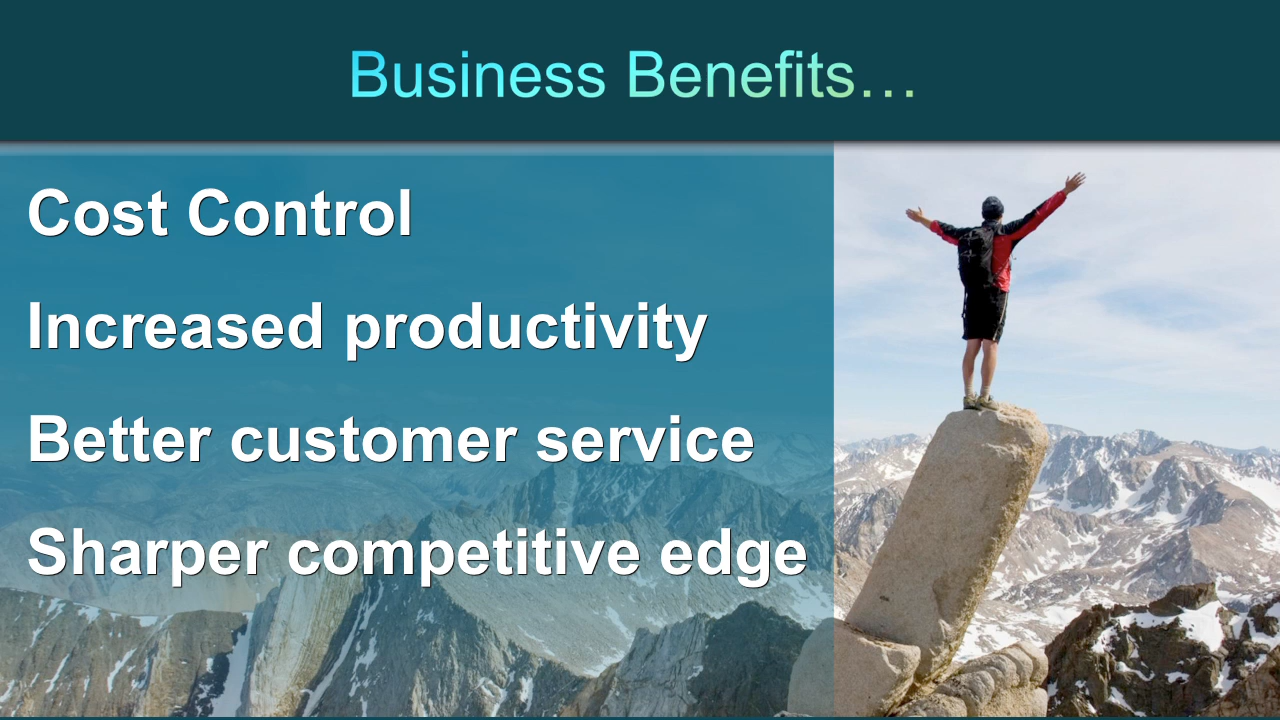 Business Benefits…
Cost Control
Increased productivity
Better customer service
Sharper competitive edge